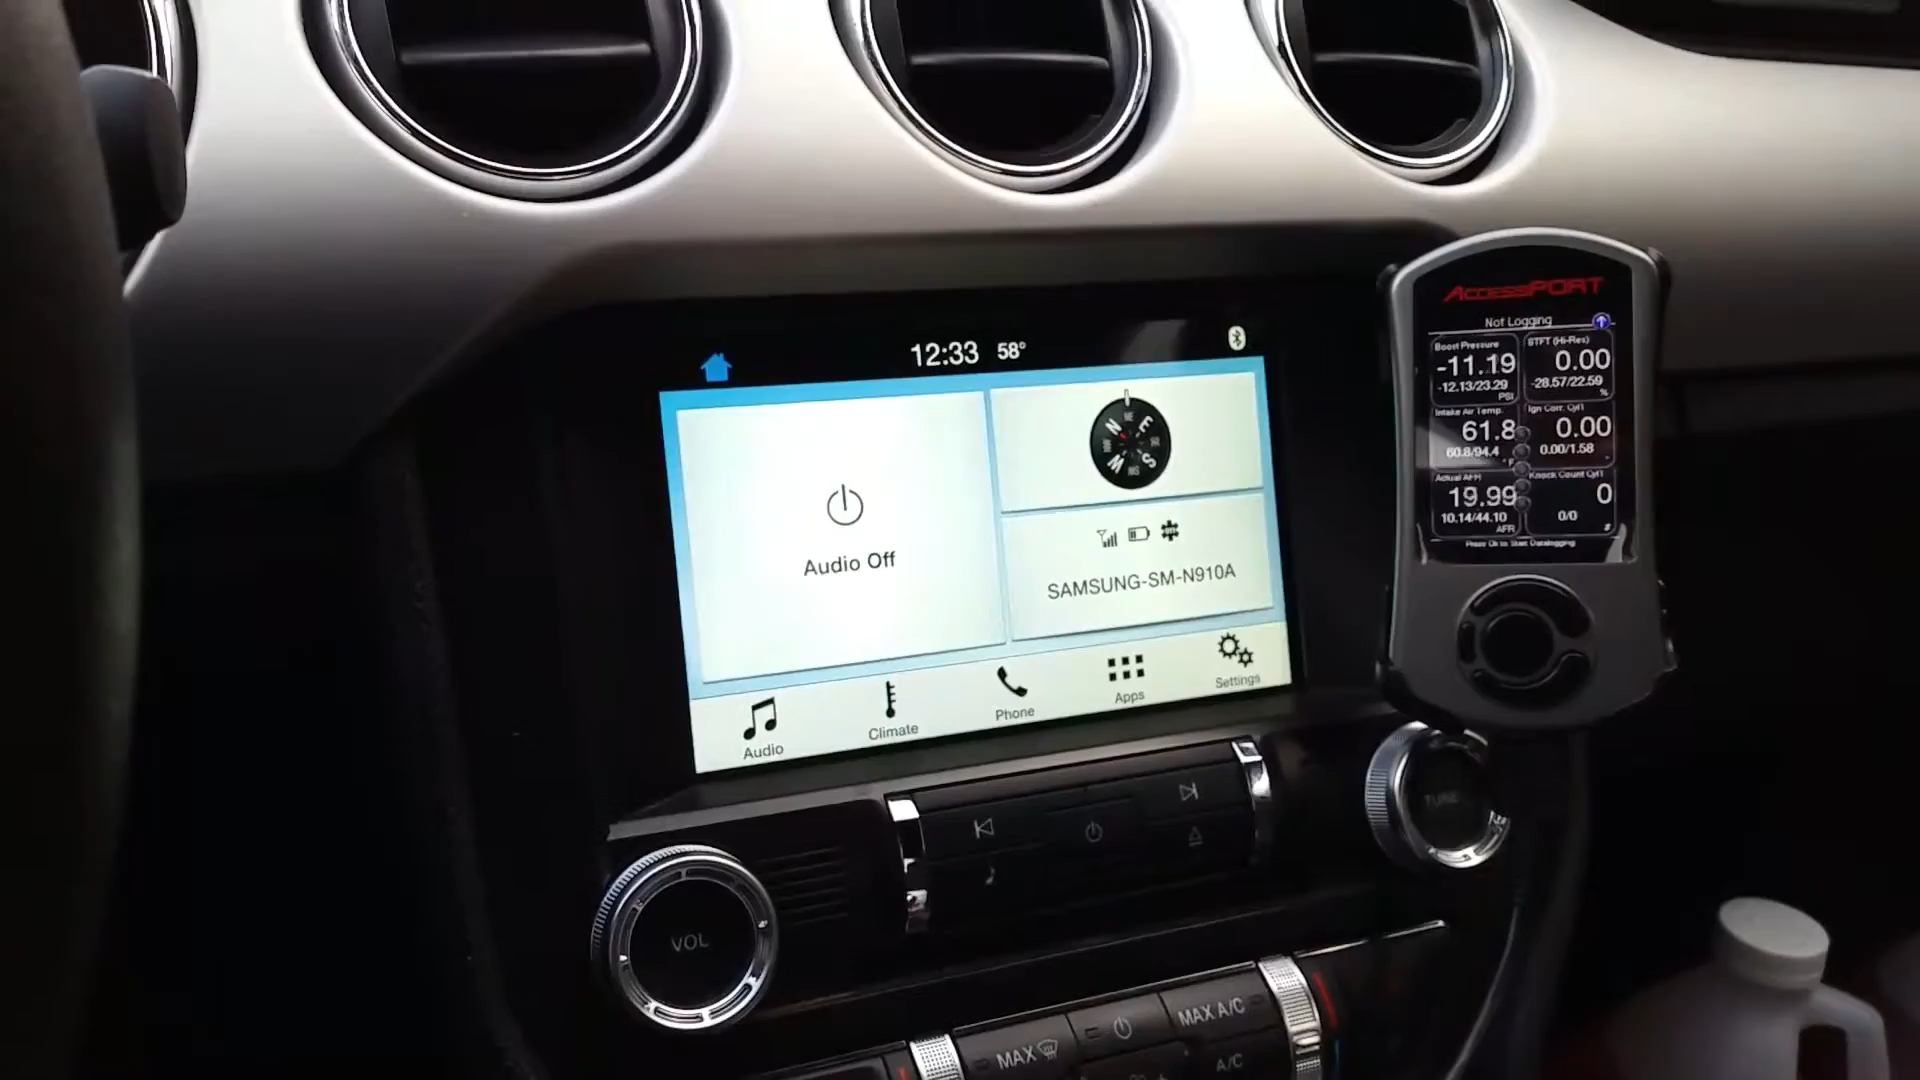 12:33 58°
Audio Off
N
NE
E
S
SW
W
SAMSUNG-SM-N910A
Audio
Climate
Phone
Apps
Settings
ACCESSPORT
Not Logging
Boost Pressure
-11.19
-12.13/23.29
PSI
STFT (Hi-Res)
0.00
-28.57/22.59
%
Intake Air Temp.
61.8
60.8/94.4
°F
Ign Corr. Cyl1
0.00
0.00/1.58
°
Actual AFR
19.99
10.14/44.10
AFR
Knock Count Cyl1
0
0/0
#
Press OK to Start Datalogging
VOL
TUNE
MAX
MAX A/C
A/C